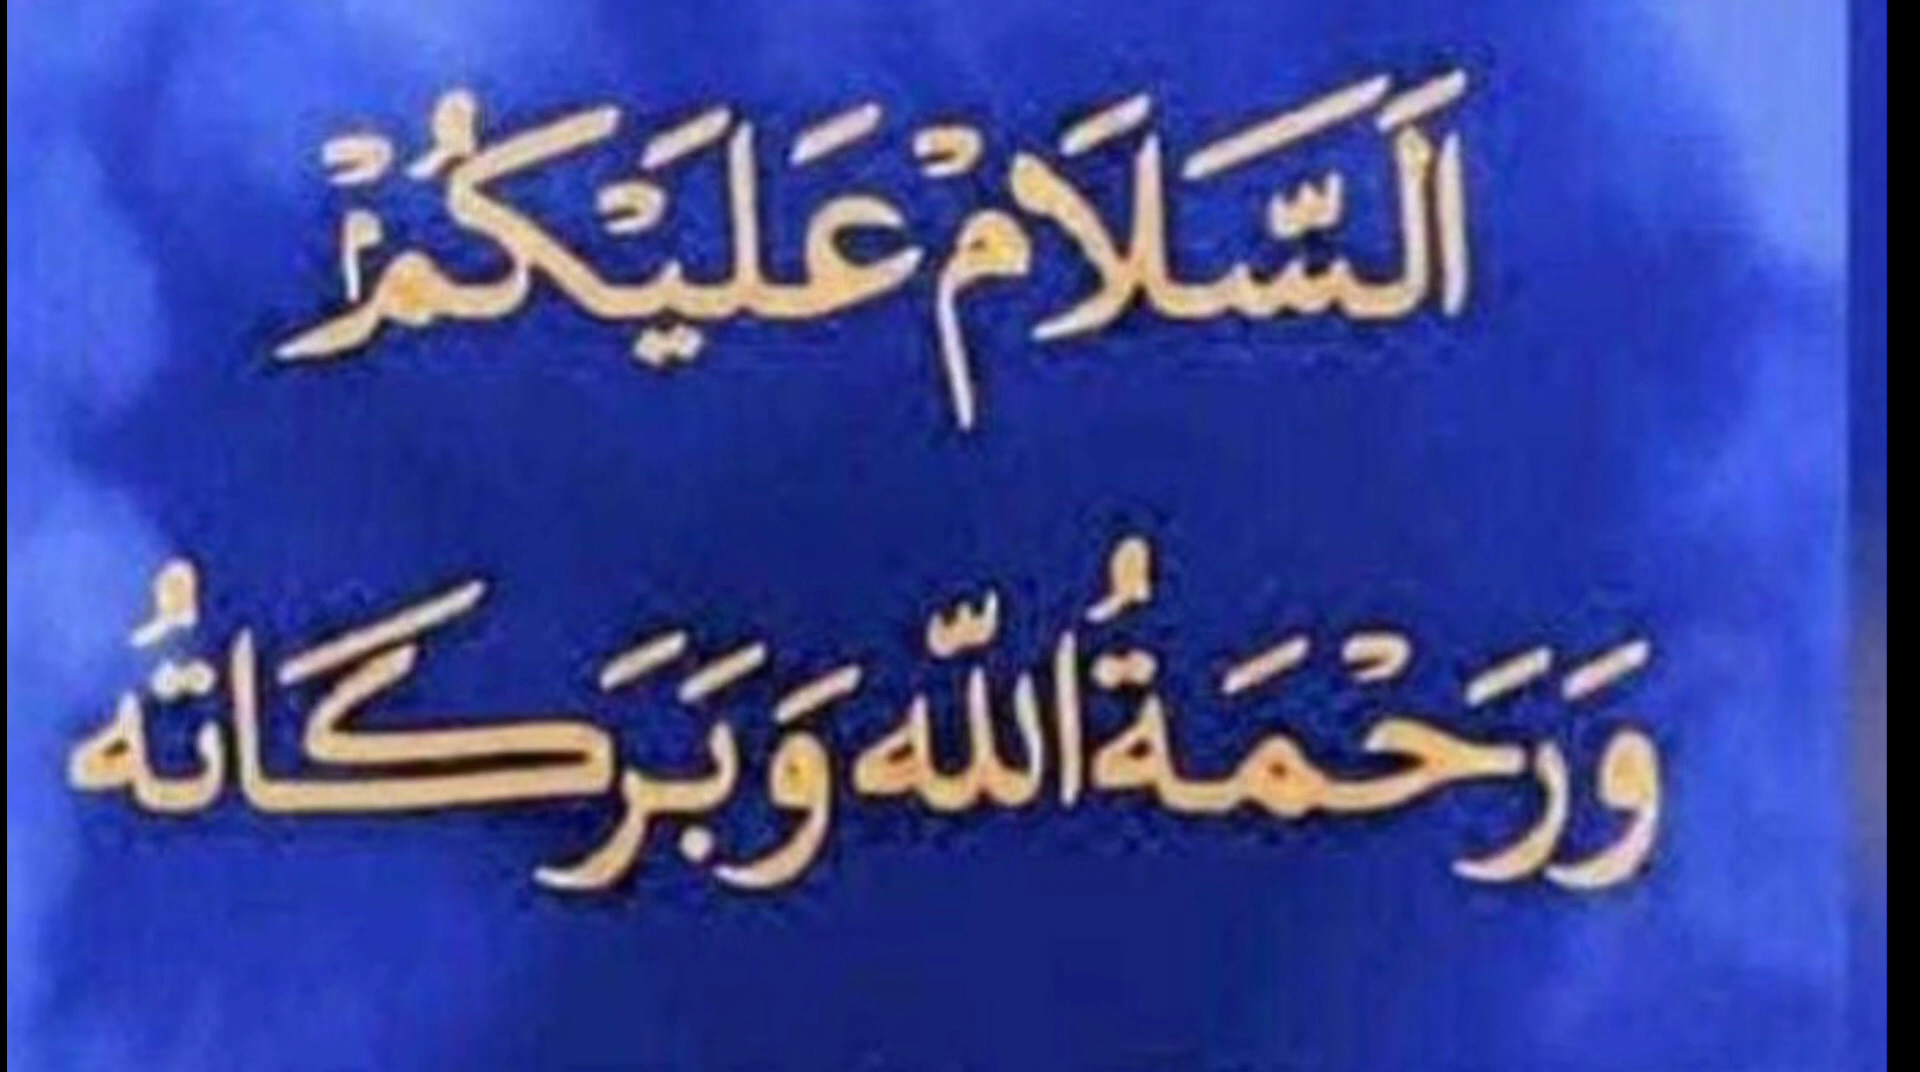 اَلسَّلَامْ عَلَيْكُمْ
وَرَحْمَةُ اللّه وَبَرَكَاتُه